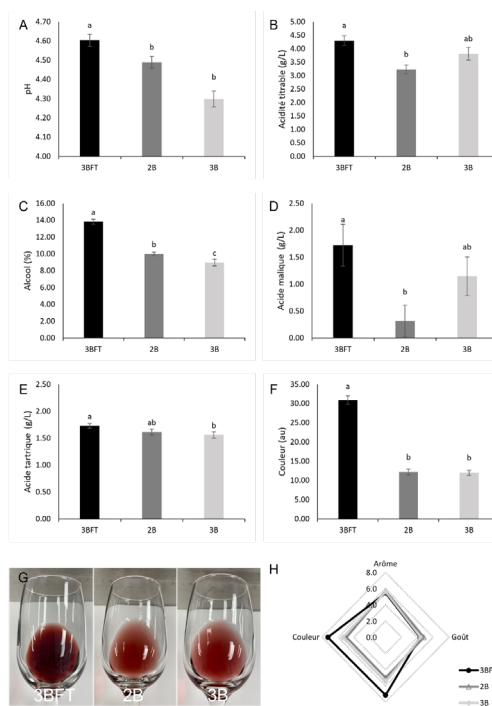 A
pH
4.70
4.60
4.50
4.40
4.30
4.20
4.10
4.00
a
b
b
3BFT
2B
3B
B
Acidité titrable (g/L)
5.00
4.50
4.00
3.50
3.00
2.50
2.00
1.50
1.00
0.50
0.00
a
b
ab
3BFT
2B
3B
C
Alcool (%)
16.00
14.00
12.00
10.00
8.00
6.00
4.00
2.00
0.00
a
b
c
3BFT
2B
3B
D
Acide malique (g/L)
2.50
2.00
1.50
1.00
0.50
0.00
a
b
ab
3BFT
2B
3B
E
Acide tartrique (g/L)
2.50
2.00
1.50
1.00
0.50
0.00
a
ab
b
3BFT
2B
3B
F
Couleur (au)
35.00
30.00
25.00
20.00
15.00
10.00
5.00
0.00
a
b
b
3BFT
2B
3B
G
3BFT
2B
3B
H
Arôme
8.0
6.0
4.0
2.0
0.0
Couleur
Goût
3BF
2B
3B